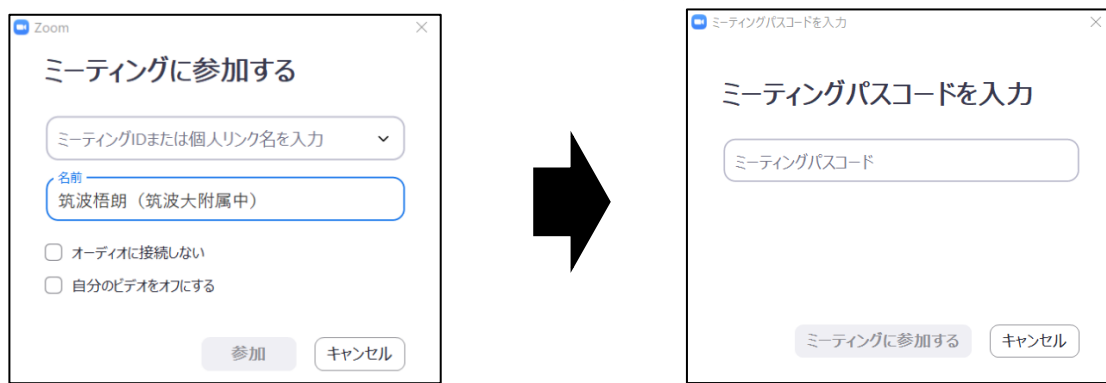 Zoom
ミーティングに参加する
ミーティングIDまたは個人リンク名を入力
名前
筑波悟朗（筑波大附属中）
オーディオに接続しない
自分のビデオをオフにする
参加
キャンセル
ミーティングパスコードを入力
ミーティングパスコードを入力
ミーティングパスコード
ミーティングに参加する
キャンセル